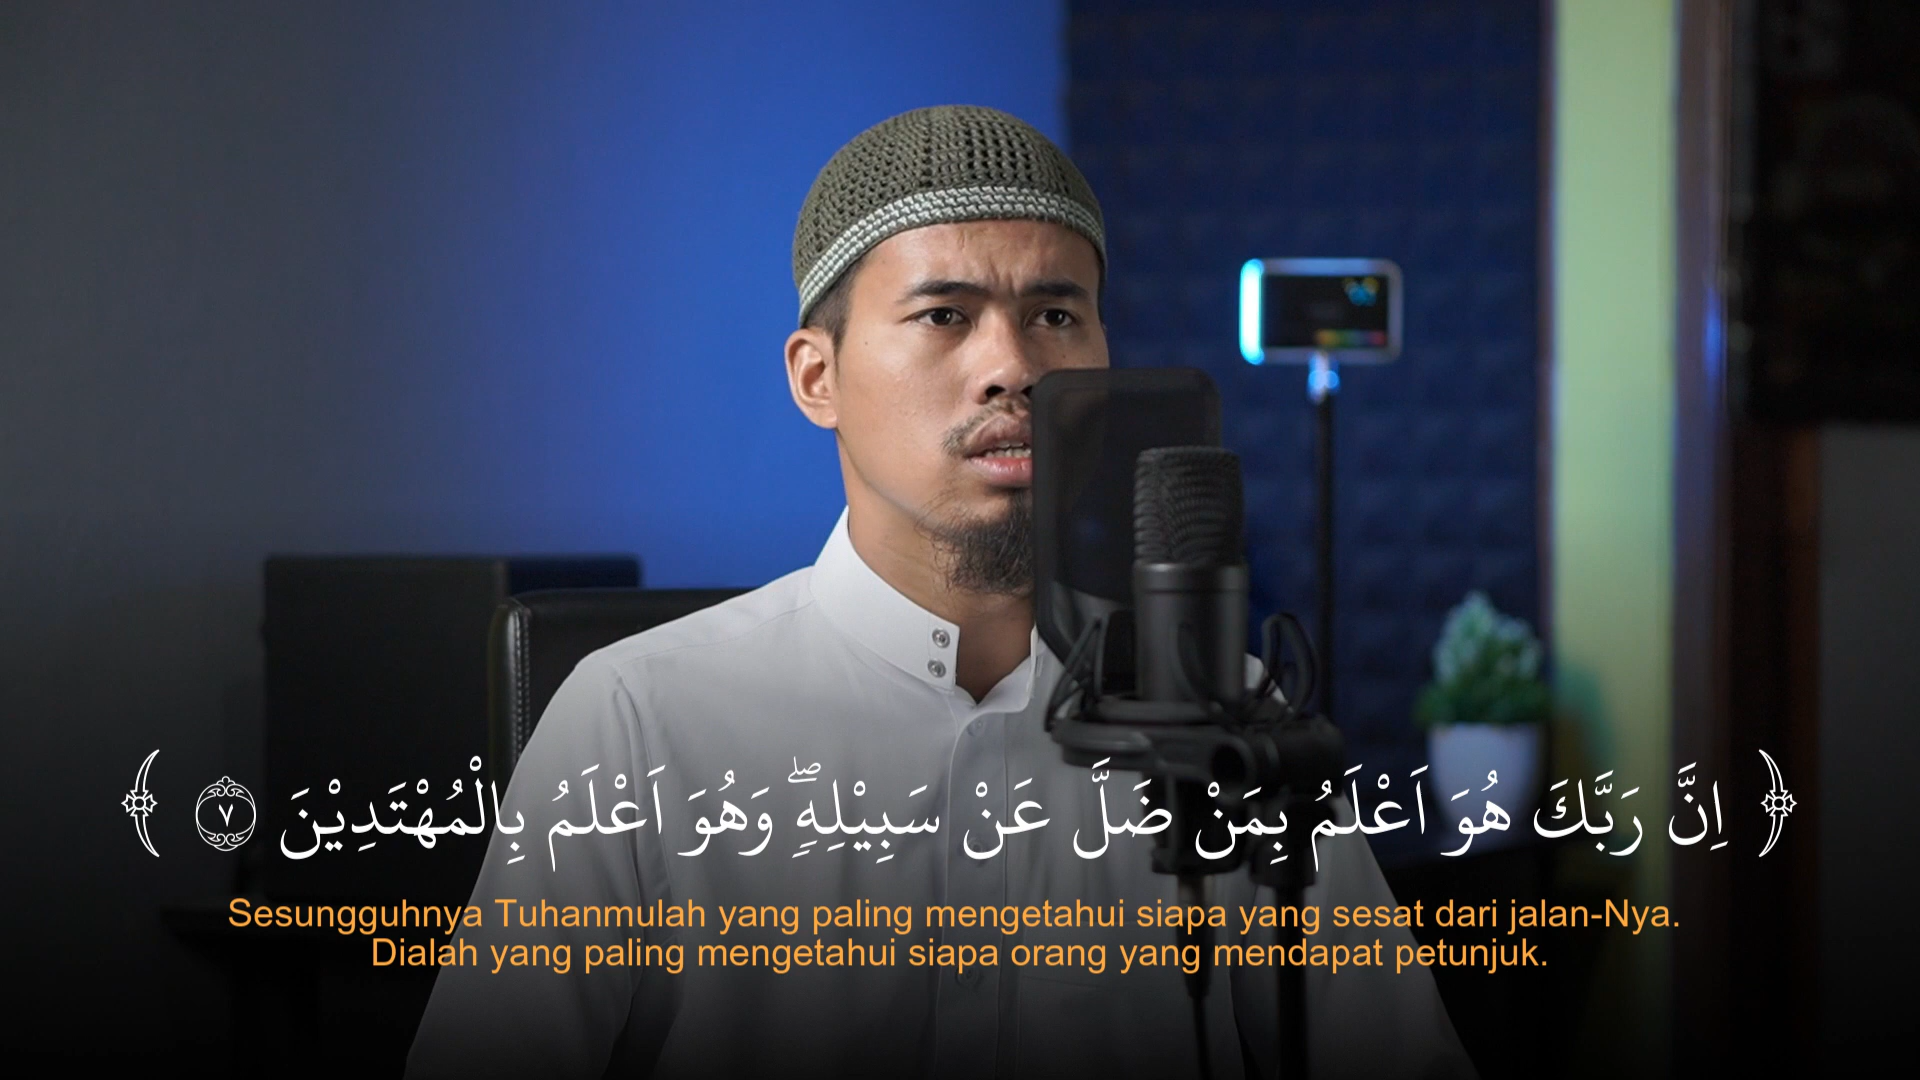 ﴿ اِنَّ رَبَّكَ هُوَ اَعْلَمُ بِمَنْ ضَلَّ عَنْ سَبِيْلِهٖۖ وَهُوَ اَعْلَمُ بِالْمُهْتَدِيْنَ ۝٧ ﴾
Sesungguhnya Tuhanmulah yang paling mengetahui siapa yang sesat dari jalan-Nya.
Dialah yang paling mengetahui siapa orang yang mendapat petunjuk.